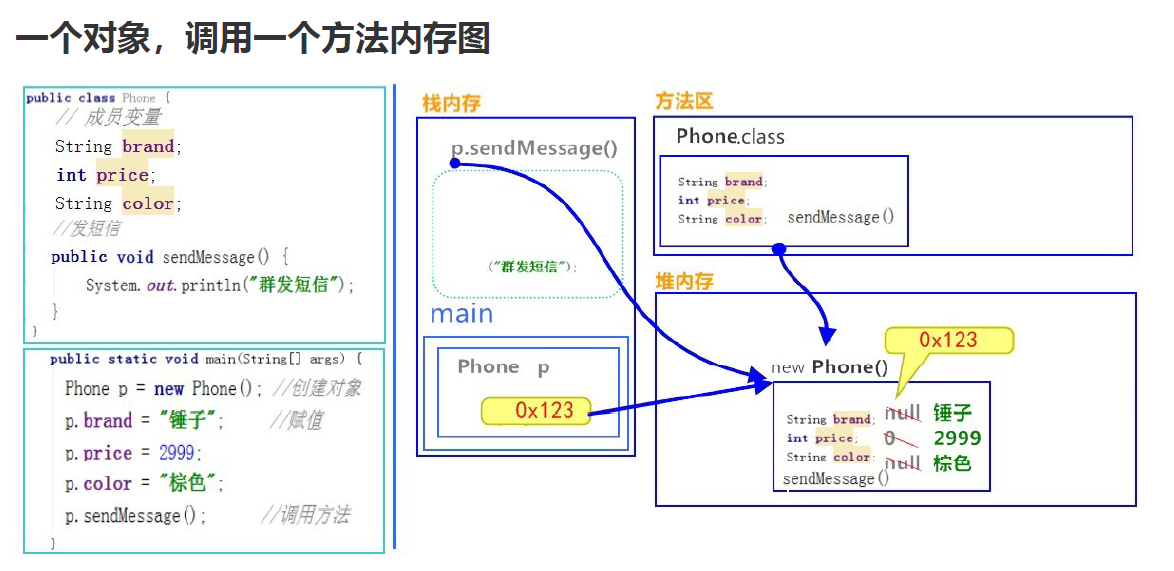 一个对象，调用一个方法内存图
public class Phone {
// 成员变量
String brand;
int price;
String color;
//发短信
public void sendMessage() {
System.out.println("群发短信");
}
}
public static void main(String[] args) {
Phone p = new Phone(); //创建对象
p.brand = "锤子"; //赋值
p.price = 2999;
p.color = "棕色";
p.sendMessage(); //调用方法
}
栈内存
p.sendMessage()
("群发短信");
main
Phone p
0x123
方法区
Phone.class
String brand;
int price;
String color; sendMessage()
堆内存
0x123
new Phone()
String brand; null 锤子
int price; 0 2999
String color; null 棕色
sendMessage()